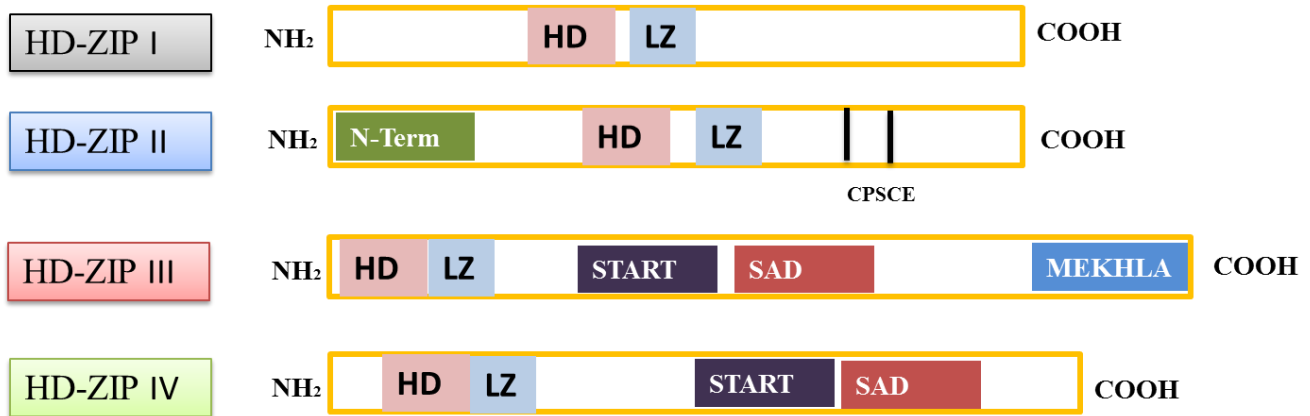 HD-ZIP I NH₂ HD LZ COOH
HD-ZIP II NH₂ N-Term HD LZ COOH
CPSCE
HD-ZIP III NH₂ HD LZ START SAD MEKHLA COOH
HD-ZIP IV NH₂ HD LZ START SAD COOH